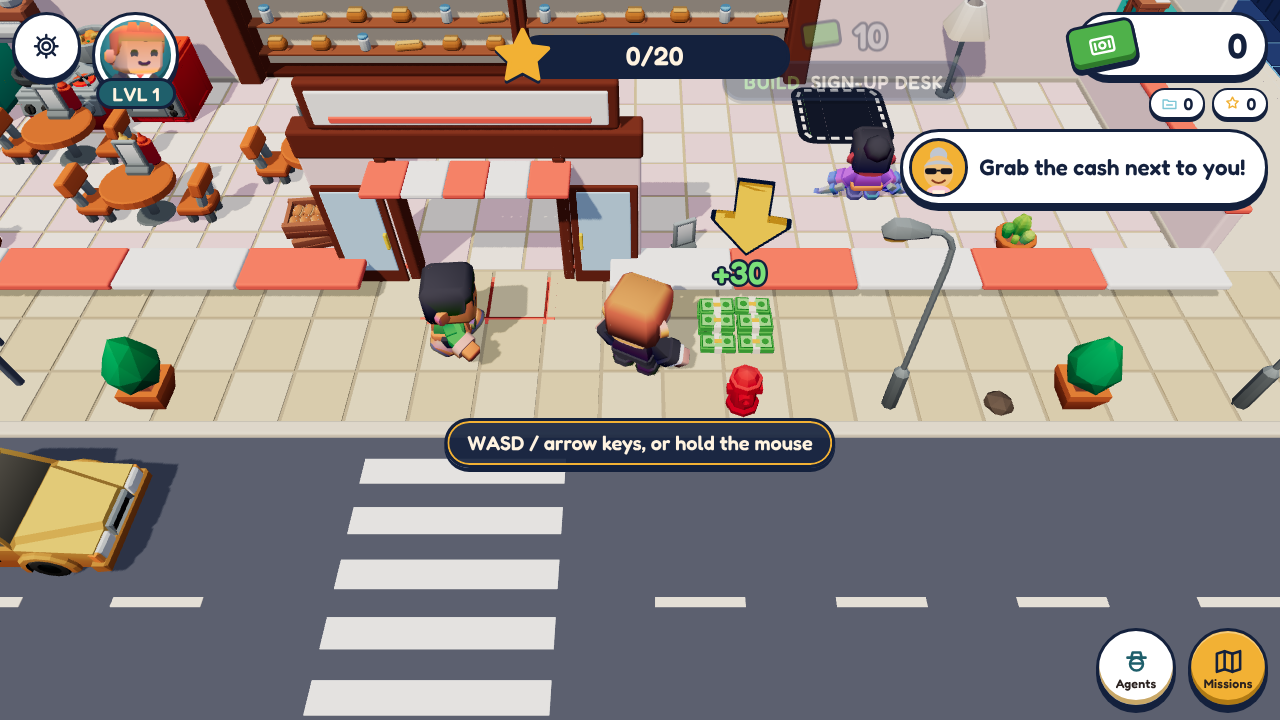 LVL 1
0/20
10
BUILD SIGN-UP DESK
0
0
0
Grab the cash next to you!
+30
WASD / arrow keys, or hold the mouse
Agents
Missions